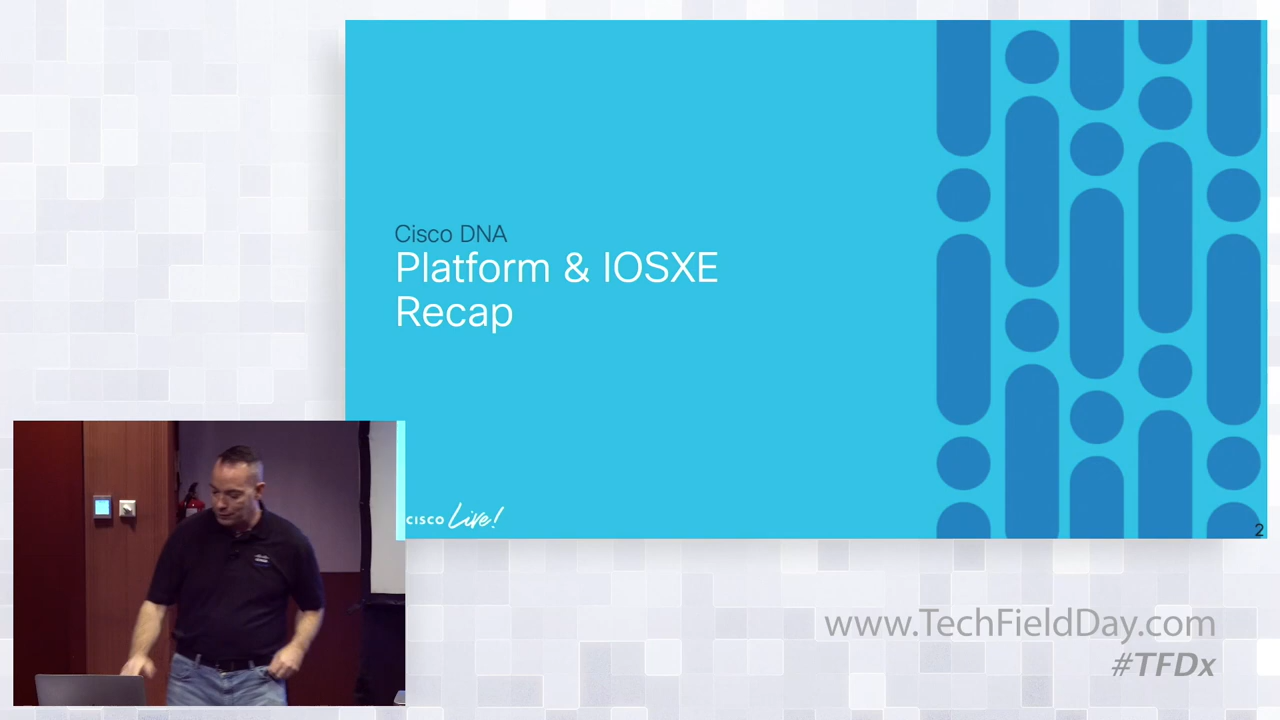 Cisco DNA
Platform & IOSXE
Recap
CISCO Live!
2
www.TechFieldDay.com
#TFDx